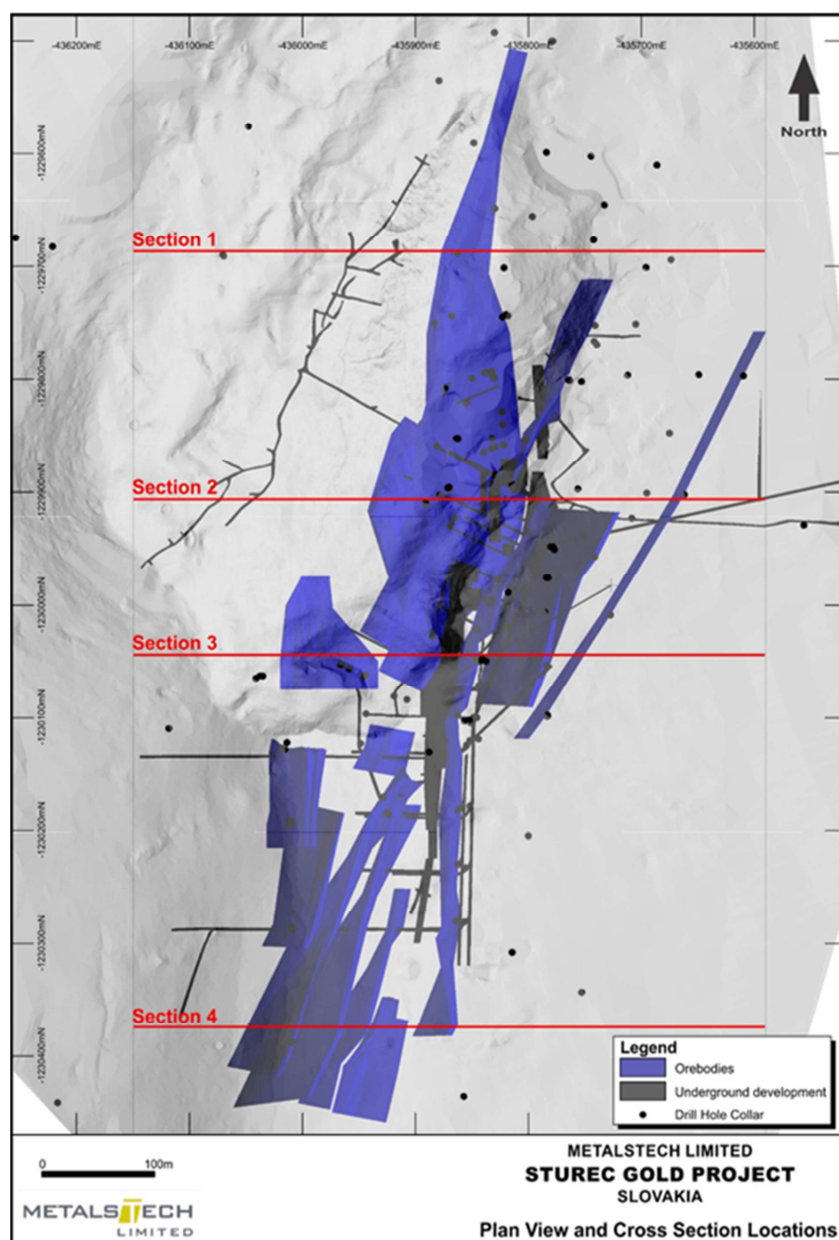 -436200mE
-436100mE
-436000mE
-435900mE
-435800mE
-435700mE
-435600mE
North
-1229600mN
Section 1
-1229700mN
-1229800mN
Section 2
-1229900mN
-1230000mN
Section 3
-1230100mN
-1230200mN
-1230300mN
Section 4
-1230400mN
Legend
Orebodies
Underground development
Drill Hole Collar
0 100m
METALSTECH
LIMITED
METALSTECH LIMITED
STUREC GOLD PROJECT
SLOVAKIA
Plan View and Cross Section Locations